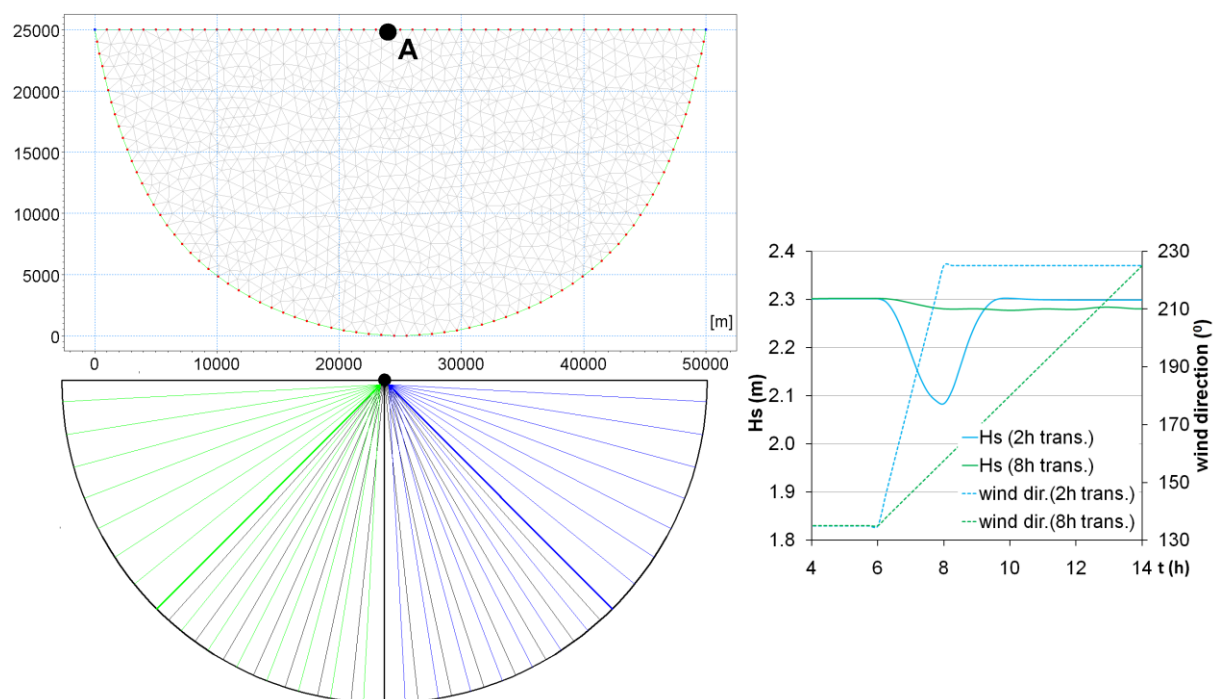 25000
A
20000
15000
10000
5000
0
[m]
0 10000 20000 30000 40000 50000
2.4 230
2.3 210
2.2 190
2.1 170
2.0 150
1.9
1.8 130
Hs (m)
wind direction (º)
Hs (2h trans.)
Hs (8h trans.)
wind dir.(2h trans.)
wind dir.(8h trans.)
4 6 8 10 12 14 t (h)